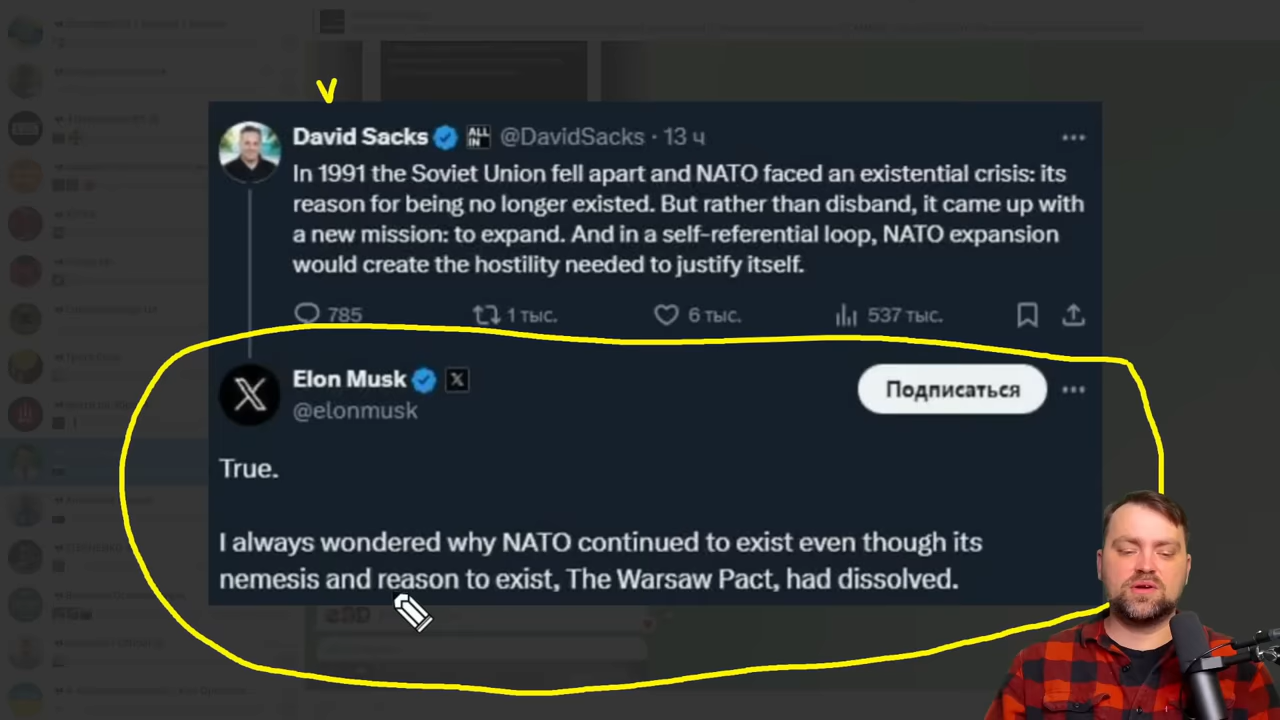 David Sacks ALL IN @DavidSacks · 13 ч
In 1991 the Soviet Union fell apart and NATO faced an existential crisis: its
reason for being no longer existed. But rather than disband, it came up with
a new mission: to expand. And in a self-referential loop, NATO expansion
would create the hostility needed to justify itself.
785 1 тыс. 6 тыс. 537 тыс.
Elon Musk X
Подписаться
@elonmusk
True.
I always wondered why NATO continued to exist even though its
nemesis and reason to exist, The Warsaw Pact, had dissolved.